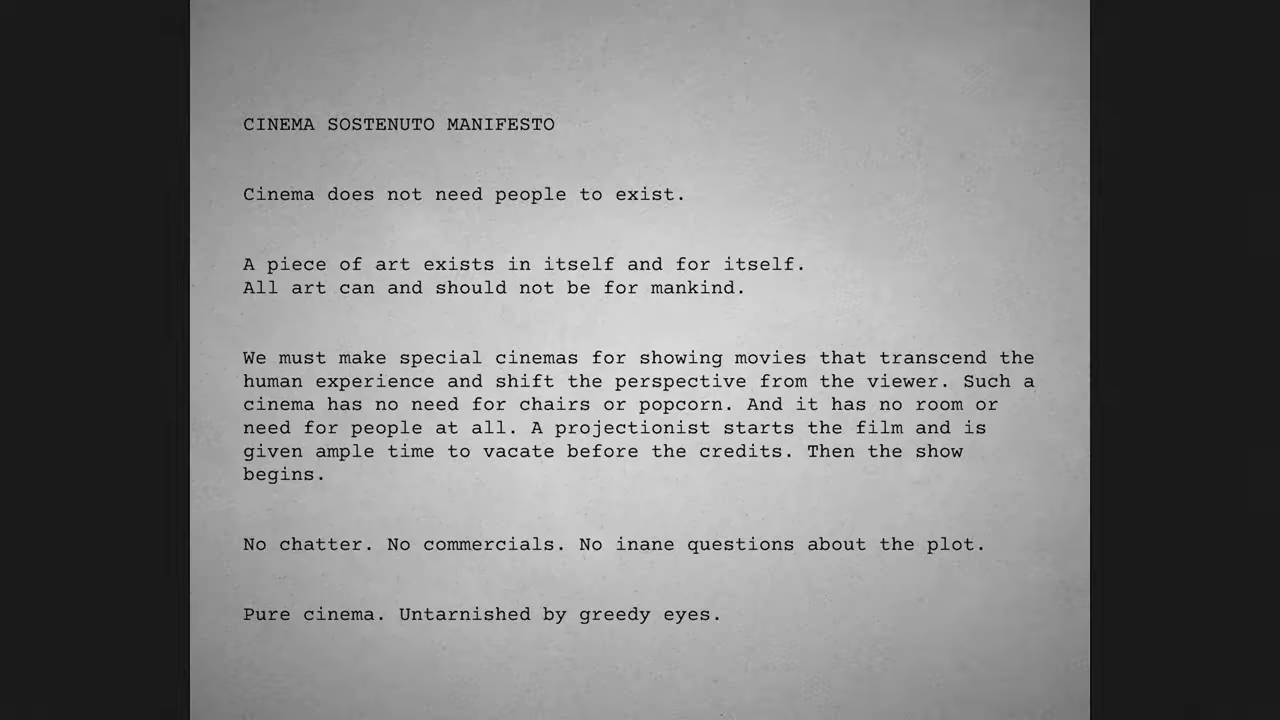 CINEMA SOSTENUTO MANIFESTO
Cinema does not need people to exist.
A piece of art exists in itself and for itself.
All art can and should not be for mankind.
We must make special cinemas for showing movies that transcend the
human experience and shift the perspective from the viewer. Such a
cinema has no need for chairs or popcorn. And it has no room or
need for people at all. A projectionist starts the film and is
given ample time to vacate before the credits. Then the show
begins.
No chatter. No commercials. No inane questions about the plot.
Pure cinema. Untarnished by greedy eyes.